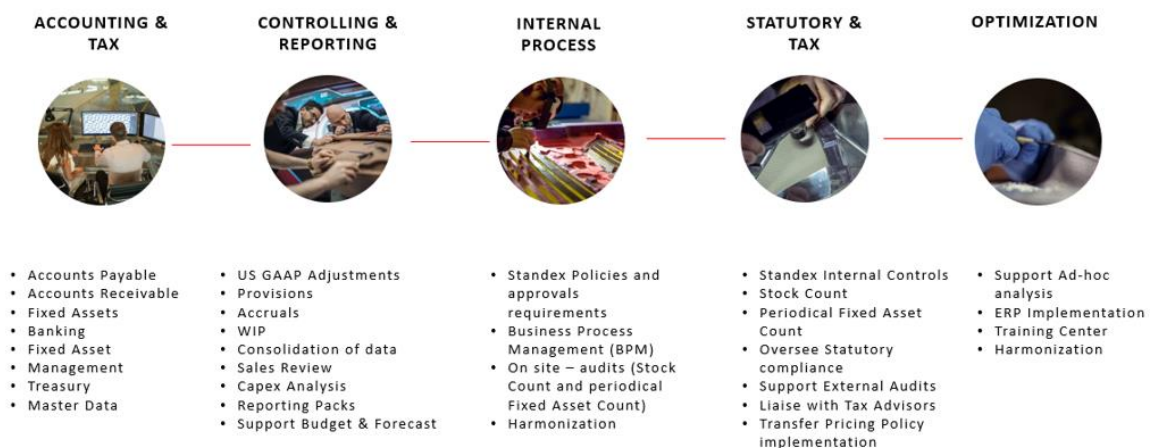 ACCOUNTING &
TAX
CONTROLLING &
REPORTING
INTERNAL
PROCESS
STATUTORY &
TAX
OPTIMIZATION
• Accounts Payable
• Accounts Receivable
• Fixed Assets
• Banking
• Fixed Asset
• Management
• Treasury
• Master Data
• US GAAP Adjustments
• Provisions
• Accruals
• WIP
• Consolidation of data
• Sales Review
• Capex Analysis
• Reporting Packs
• Support Budget & Forecast
• Standex Policies and
approvals
requirements
• Business Process
Management (BPM)
• On site – audits (Stock
Count and periodical
Fixed Asset Count)
• Harmonization
• Standex Internal Controls
• Stock Count
• Periodical Fixed Asset
Count
• Oversee Statutory
compliance
• Support External Audits
• Liaise with Tax Advisors
• Transfer Pricing Policy
implementation
• Support Ad-hoc
analysis
• ERP Implementation
• Training Center
• Harmonization